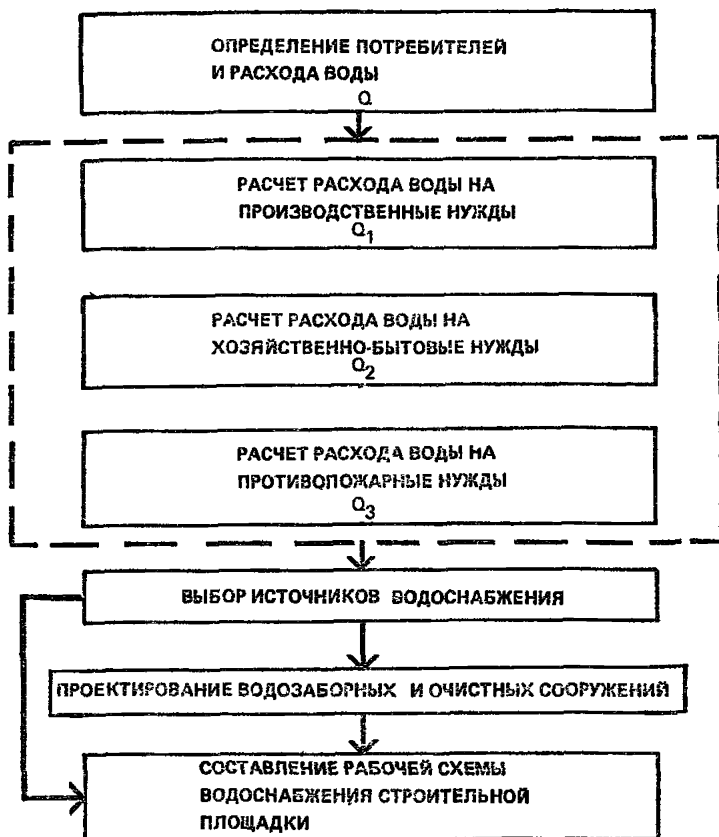 ОПРЕДЕЛЕНИЕ ПОТРЕБИТЕЛЕЙ
И РАСХОДА ВОДЫ
Q
РАСЧЕТ РАСХОДА ВОДЫ НА
ПРОИЗВОДСТВЕННЫЕ НУЖДЫ
Q1
РАСЧЕТ РАСХОДА ВОДЫ НА
ХОЗЯЙСТВЕННО-БЫТОВЫЕ НУЖДЫ
Q2
РАСЧЕТ РАСХОДА ВОДЫ НА
ПРОТИВОПОЖАРНЫЕ НУЖДЫ
Q3
ВЫБОР ИСТОЧНИКОВ ВОДОСНАБЖЕНИЯ
ПРОЕКТИРОВАНИЕ ВОДОЗАБОРНЫХ И ОЧИСТНЫХ СООРУЖЕНИЙ
СОСТАВЛЕНИЕ РАБОЧЕЙ СХЕМЫ
ВОДОСНАБЖЕНИЯ СТРОИТЕЛЬНОЙ
ПЛОЩАДКИ